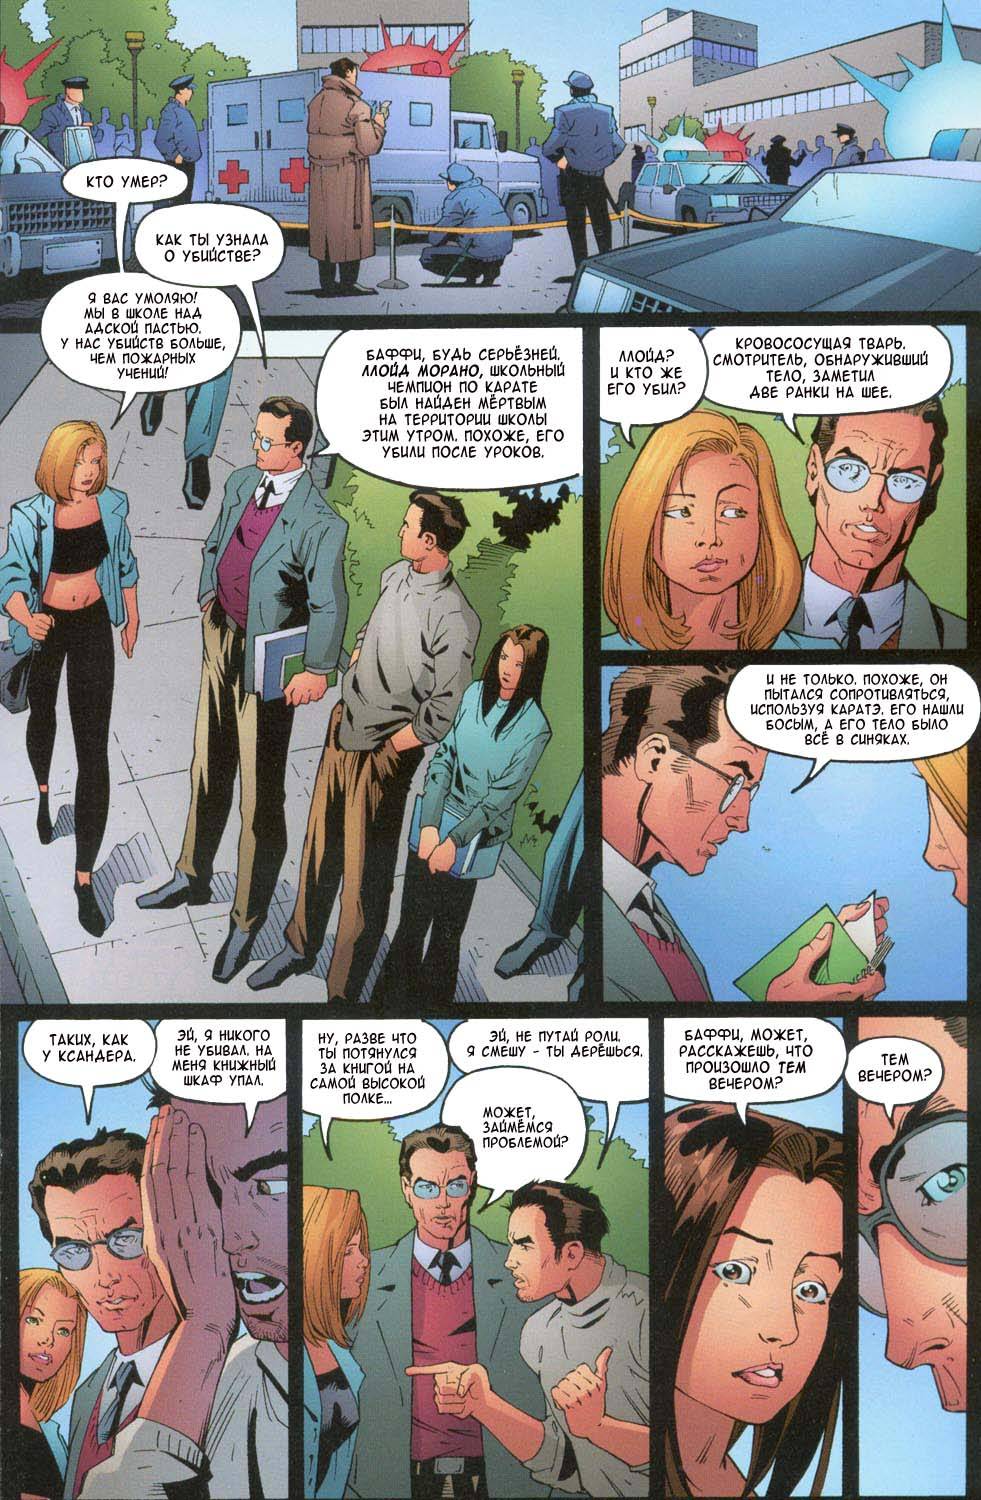 КТО УМЕР?
КАК ТЫ УЗНАЛА
О УБИЙСТВЕ?
Я ВАС УМОЛЯЮ!
МЫ В ШКОЛЕ НАД
АДСКОЙ ПАСТЬЮ.
У НАС УБИЙСТВ БОЛЬШЕ,
ЧЕМ ПОЖАРНЫХ
УЧЕНИЙ!
БАФФИ, БУДЬ СЕРЬЁЗНЕЙ.
ЛЛОЙД МОРАНО, ШКОЛЬНЫЙ
ЧЕМПИОН ПО КАРАТЕ
БЫЛ НАЙДЕН МЁРТВЫМ
НА ТЕРРИТОРИИ ШКОЛЫ
ЭТИМ УТРОМ. ПОХОЖЕ, ЕГО
УБИЛИ ПОСЛЕ УРОКОВ.
ЛЛОЙД?
И КТО ЖЕ
ЕГО УБИЛ?
КРОВОСОСУЩАЯ ТВАРЬ.
СМОТРИТЕЛЬ, ОБНАРУЖИВШИЙ
ТЕЛО, ЗАМЕТИЛ
ДВЕ РАНКИ НА ШЕЕ.
И НЕ ТОЛЬКО. ПОХОЖЕ, ОН
ПЫТАЛСЯ СОПРОТИВЛЯТЬСЯ,
ИСПОЛЬЗУЯ КАРАТЭ. ЕГО НАШЛИ
БОСЫМ, А ЕГО ТЕЛО БЫЛО
ВСЁ В СИНЯКАХ.
ТАКИХ, КАК
У КСАНДЕРА.
ЭЙ, Я НИКОГО
НЕ УБИВАЛ. НА
МЕНЯ КНИЖНЫЙ
ШКАФ УПАЛ.
НУ, РАЗВЕ ЧТО
ТЫ ПОТЯНУЛСЯ
ЗА КНИГОЙ НА
САМОЙ ВЫСОКОЙ
ПОЛКЕ...
ЭЙ, НЕ ПУТАЙ РОЛИ.
Я СМЕШУ - ТЫ ДЕРЁШЬСЯ.
МОЖЕТ,
ЗАЙМЁМСЯ
ПРОБЛЕМОЙ?
БАФФИ, МОЖЕТ,
РАССКАЖЕШЬ, ЧТО
ПРОИЗОШЛО ТЕМ
ВЕЧЕРОМ?
ТЕМ
ВЕЧЕРОМ?